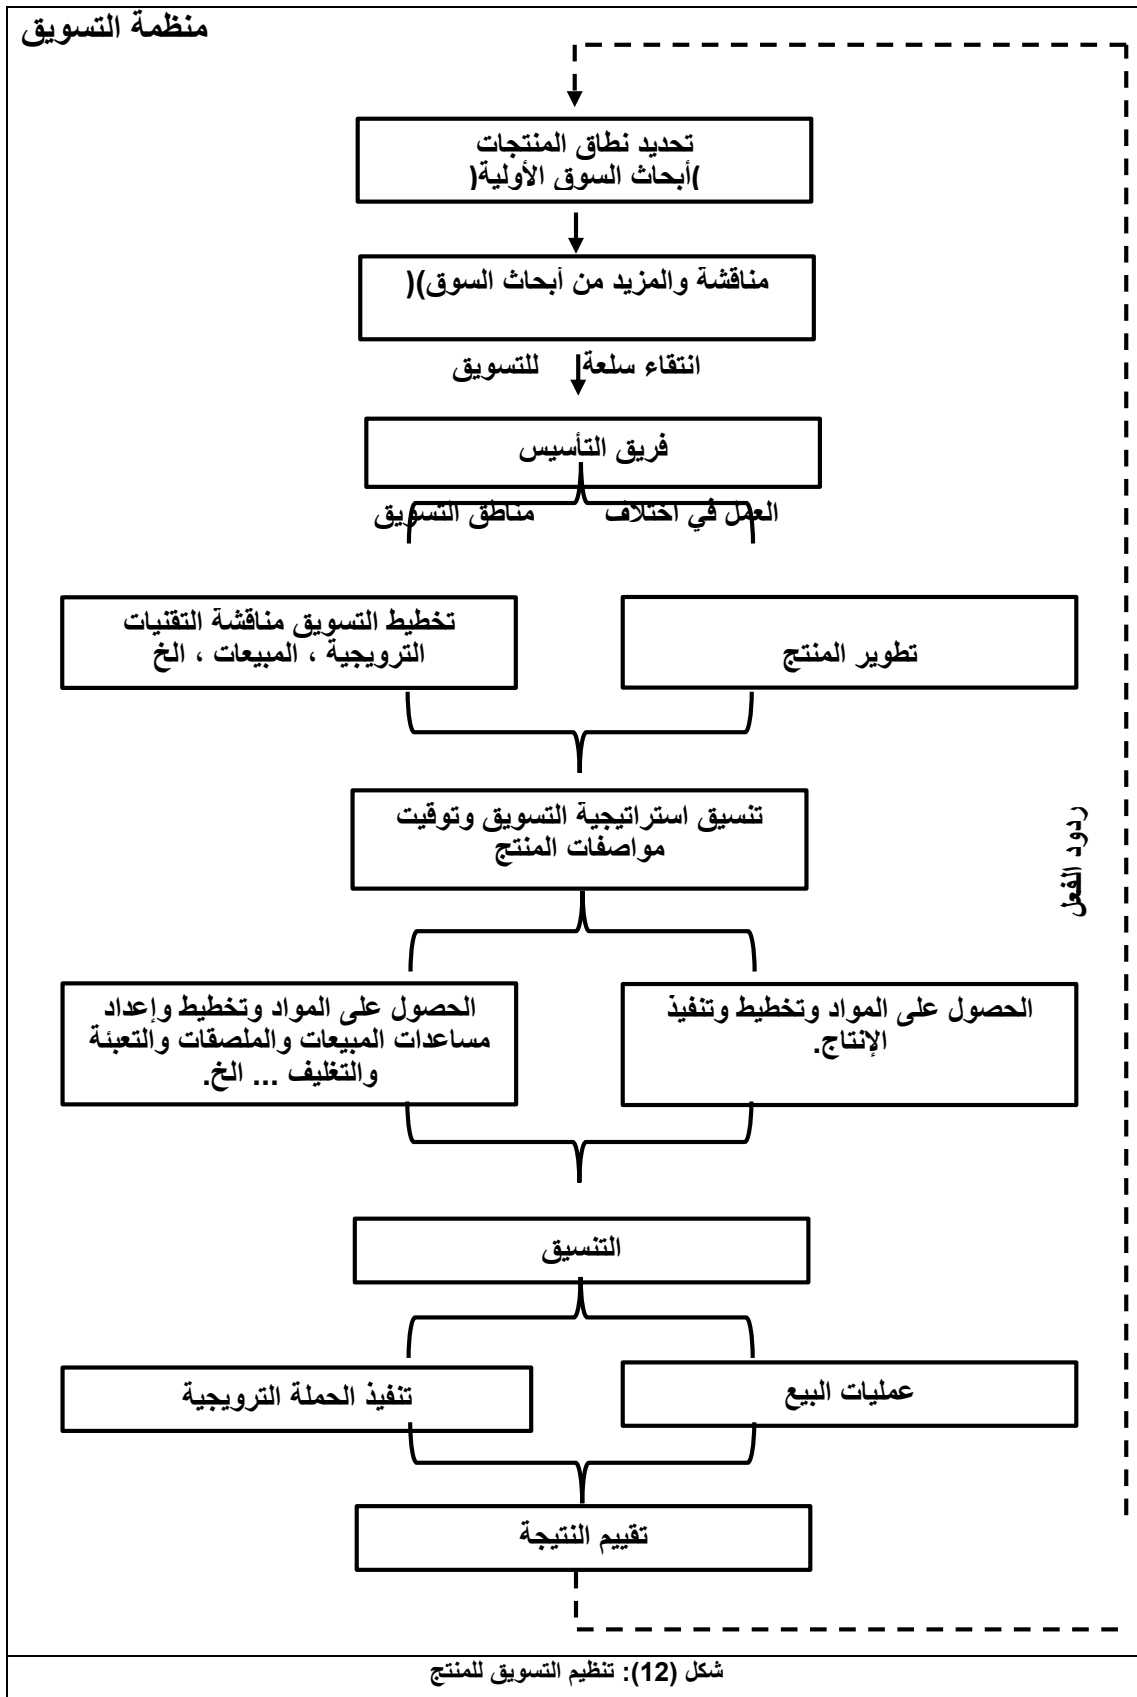 منظمة التسويق
تحديد نطاق المنتجات
)أبحاث السوق الأولية(
مناقشة والمزيد من أبحاث السوق)(
انتقاء سلعة للتسويق
فريق التأسيس
العمل في اختلاف مناطق التسويق
تطوير المنتج
تخطيط التسويق مناقشة التقنيات
الترويجية ، المبيعات ، الخ
تنسيق استراتيجية التسويق وتوقيت
مواصفات المنتج
ردود الفعل
الحصول على المواد وتخطيط وتنفيذ
الإنتاج.
الحصول على المواد وتخطيط وإعداد
مساعدات المبيعات والملصقات والتعبئة
والتغليف ... الخ.
التنسيق
عمليات البيع
تنفيذ الحملة الترويجية
تقييم النتيجة
شكل (12): تنظيم التسويق للمنتج